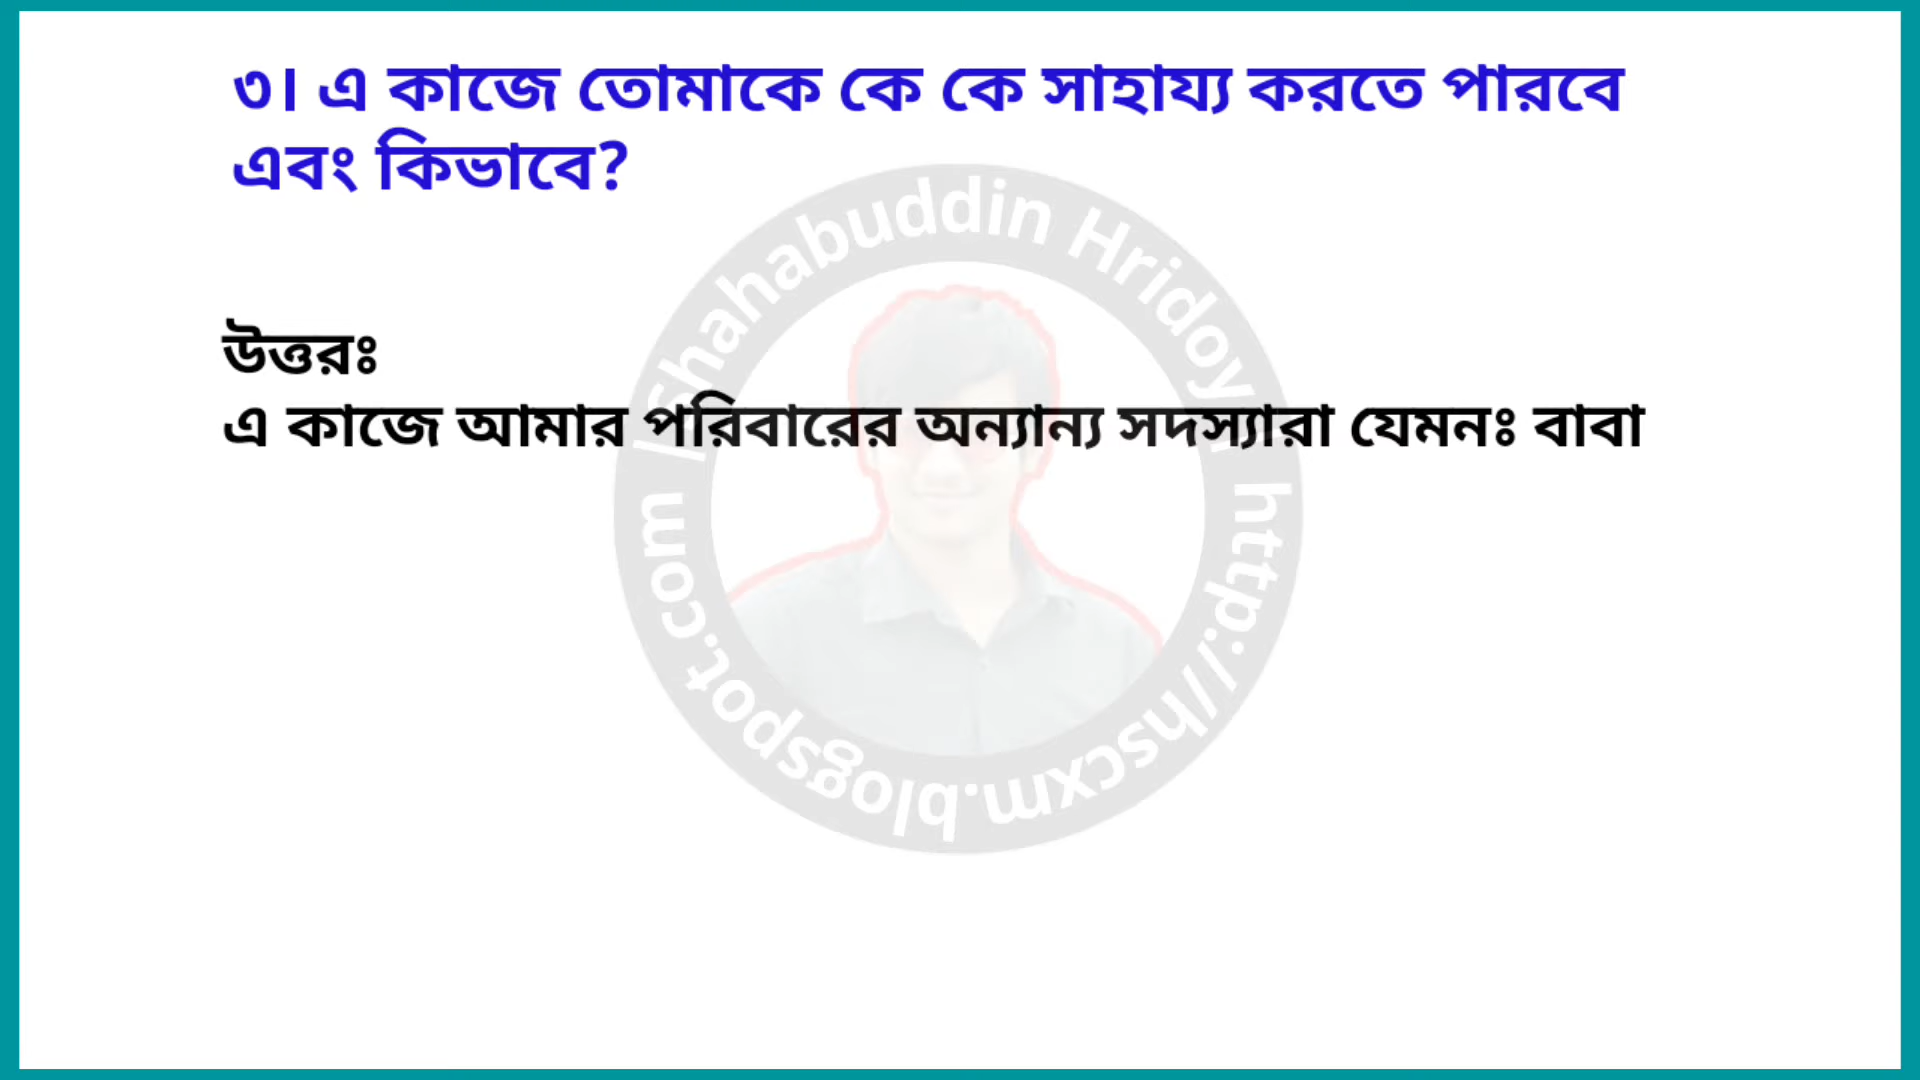 ৩। এ কাজে তোমাকে কে কে সাহায্য করতে পারবে
এবং কিভাবে?
উত্তরঃ
এ কাজে আমার পরিবারের অন্যান্য সদস্যারা যেমনঃ বাবা
Shahabuddin Hridoy
http://hscxm.blogspot.com